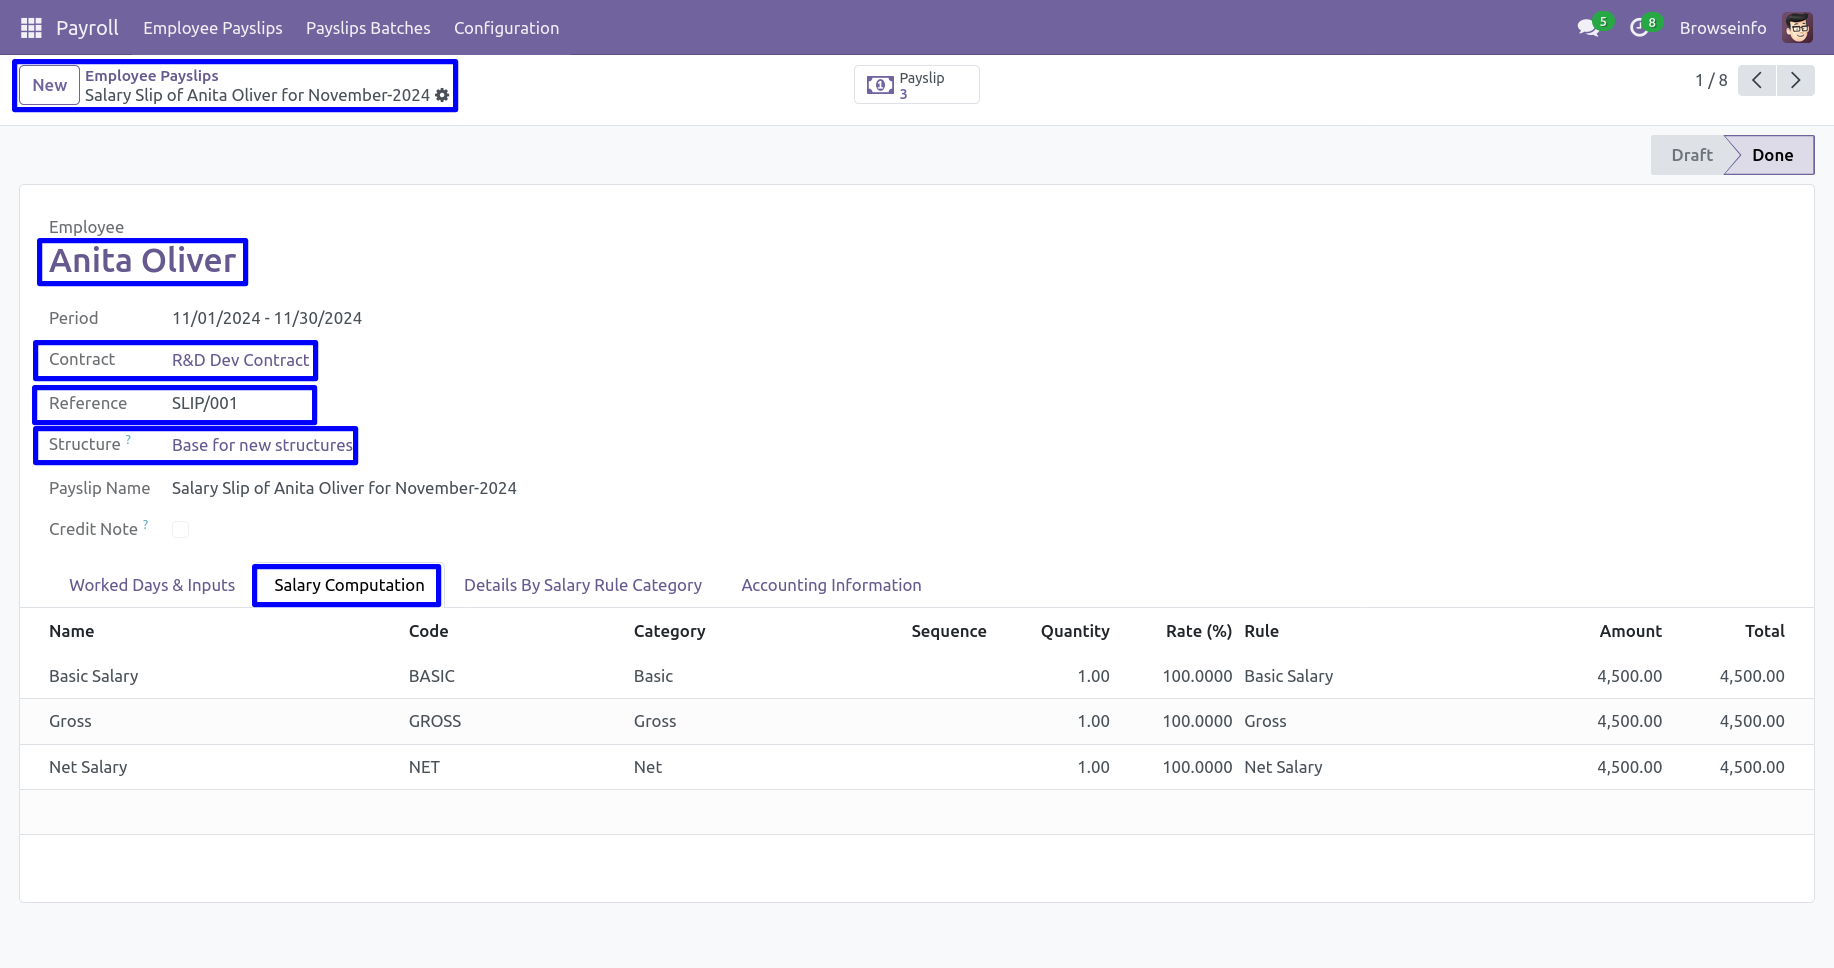 Payroll Employee Payslips Payslips Batches Configuration 5 8 Browseinfo
New
Employee Payslips
Salary Slip of Anita Oliver for November-2024
Payslip
3
1 / 8
Draft Done
Employee
Anita Oliver
Period 11/01/2024 - 11/30/2024
Contract R&D Dev Contract
Reference SLIP/001
Structure ? Base for new structures
Payslip Name Salary Slip of Anita Oliver for November-2024
Credit Note ?
Worked Days & Inputs Salary Computation Details By Salary Rule Category Accounting Information
Name Code Category Sequence Quantity Rate (%) Rule Amount Total
Basic Salary BASIC Basic 1.00 100.0000 Basic Salary 4,500.00 4,500.00
Gross GROSS Gross 1.00 100.0000 Gross 4,500.00 4,500.00
Net Salary NET Net 1.00 100.0000 Net Salary 4,500.00 4,500.00